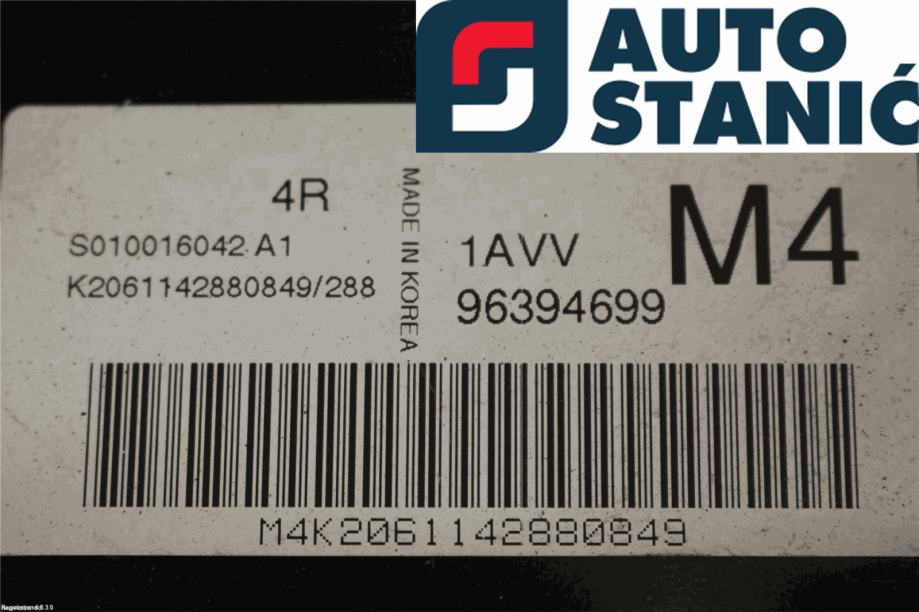 AUTO
STANIĆ
4R
S010016042 A1
K2061142880849/288
MADE IN KOREA
1AVV
96394699
M4
M4K2061142880849